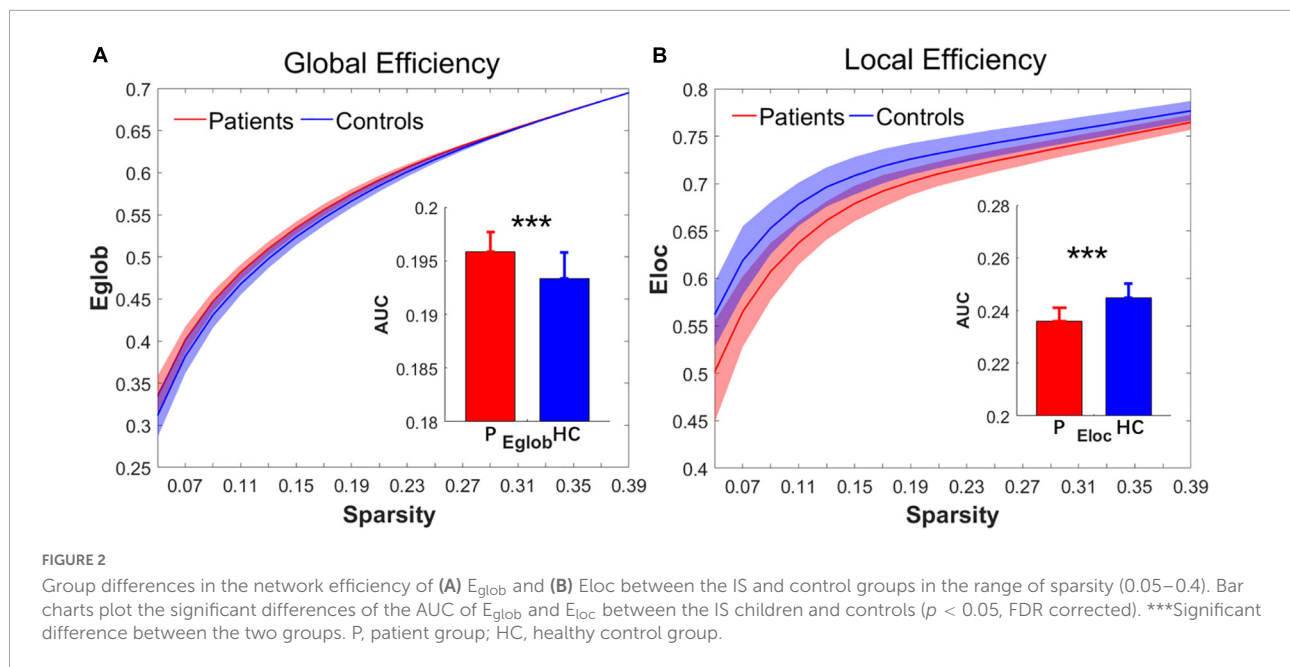 A
Global Efficiency
0.7
0.65
0.6
0.55
0.5
0.45
0.4
0.35
0.3
0.25
Eglob
Patients Controls
0.2
0.195
0.19
0.185
0.18
AUC
***
P Eglob HC
0.07 0.11 0.15 0.19 0.23 0.27 0.31 0.35 0.39
Sparsity
B
Local Efficiency
0.8
0.75
0.7
0.65
0.6
0.55
0.5
0.45
0.4
Eloc
Patients Controls
0.28
0.26
0.24
0.22
0.2
AUC
***
P Eloc HC
0.07 0.11 0.15 0.19 0.23 0.27 0.31 0.35 0.39
Sparsity
FIGURE 2
Group differences in the network efficiency of (A) Eglob and (B) Eloc between the IS and control groups in the range of sparsity (0.05–0.4). Bar
charts plot the significant differences of the AUC of Eglob and Eloc between the IS children and controls (p < 0.05, FDR corrected). ***Significant
difference between the two groups. P, patient group; HC, healthy control group.